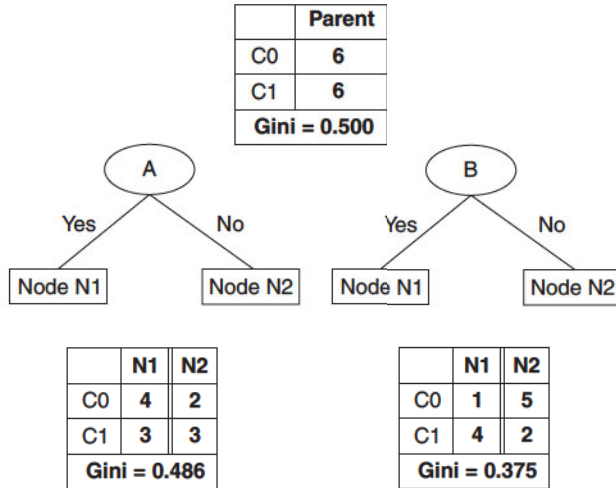 Parent
C0 6
C1 6
Gini = 0.500
A B
Yes No Yes No
Node N1 Node N2 Node N1 Node N2
N1 N2
C0 4 2
C1 3 3
Gini = 0.486
N1 N2
C0 1 5
C1 4 2
Gini = 0.375